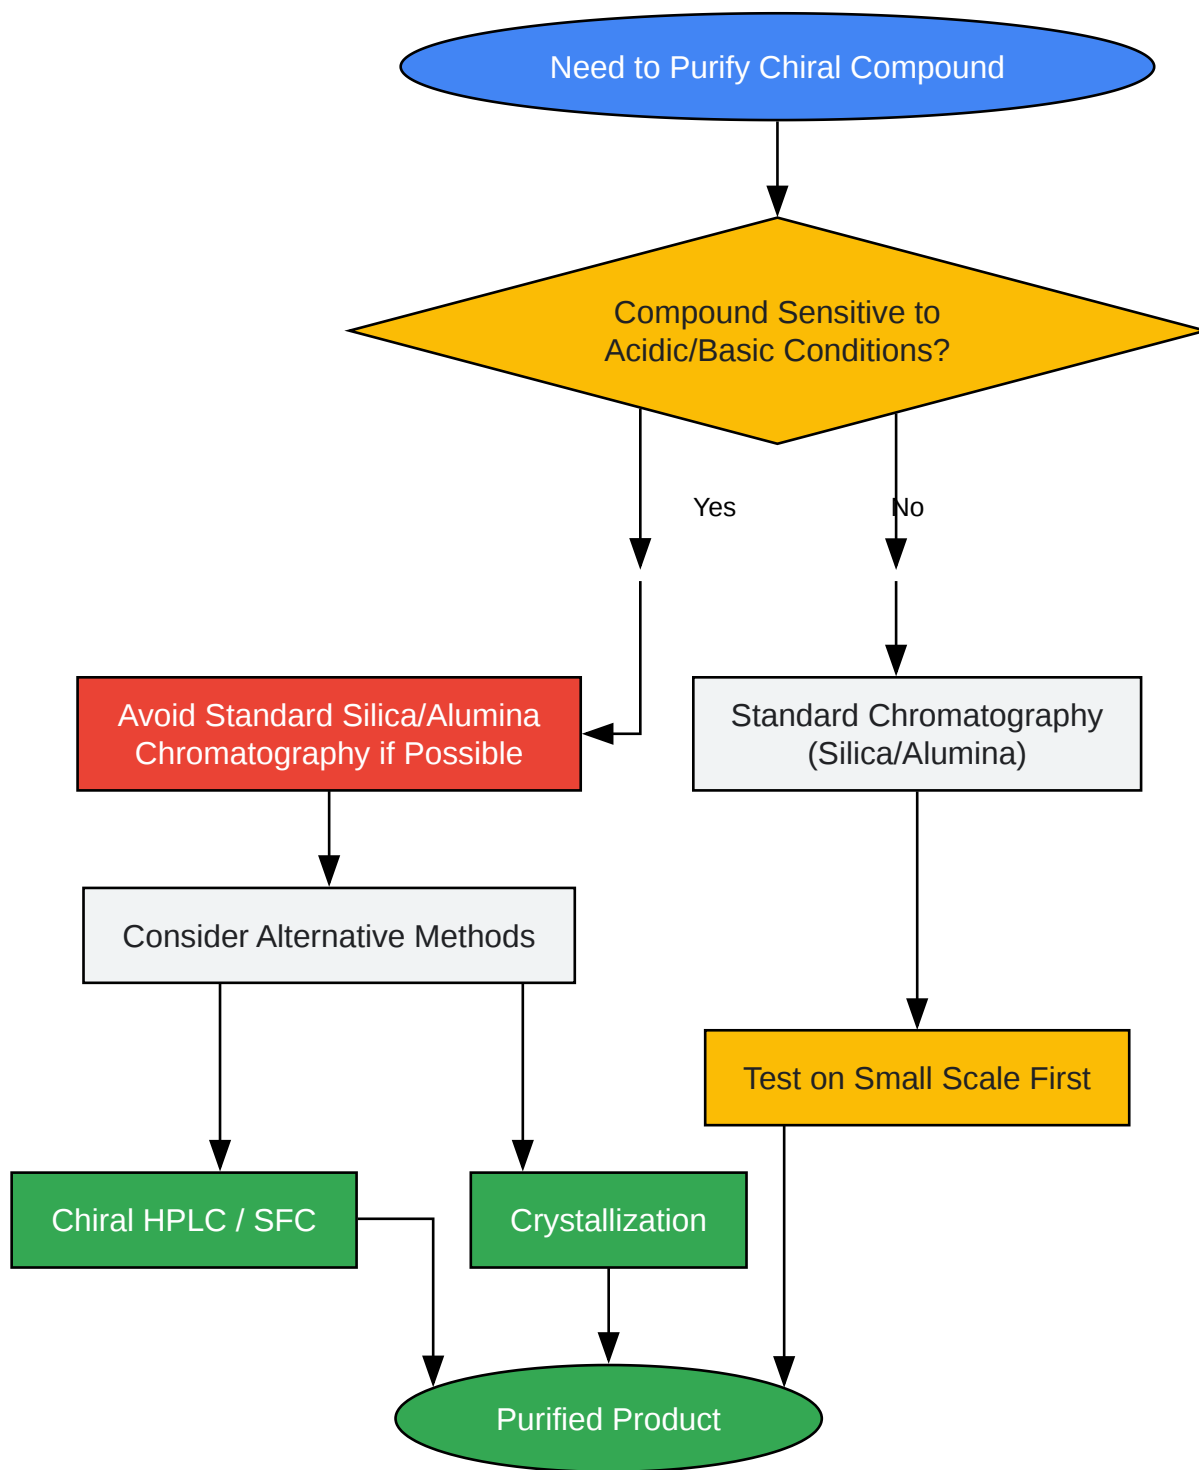 Need to Purify Chiral Compound
Compound Sensitive to
Acidic/Basic Conditions?
Yes
No
Avoid Standard Silica/Alumina
Chromatography if Possible
Standard Chromatography
(Silica/Alumina)
Consider Alternative Methods
Test on Small Scale First
Chiral HPLC / SFC
Crystallization
Purified Product